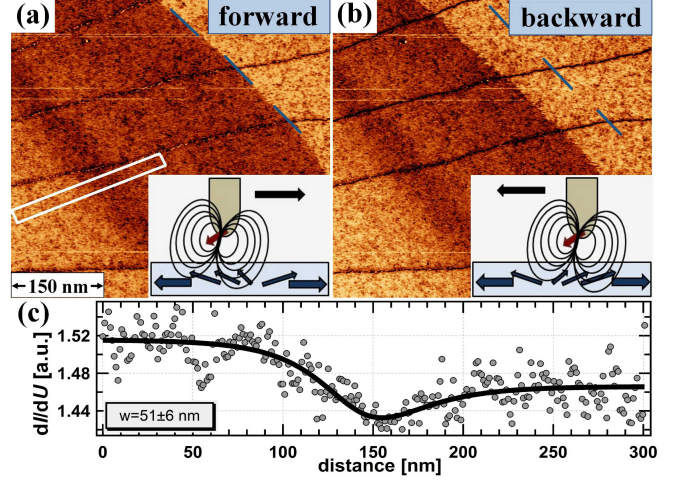 (a) forward
(b) backward
150 nm
(c)
dI/dU [a.u.]
1.52
1.48
1.44
w=51±6 nm
0 50 100 150 200 250 300
distance [nm]